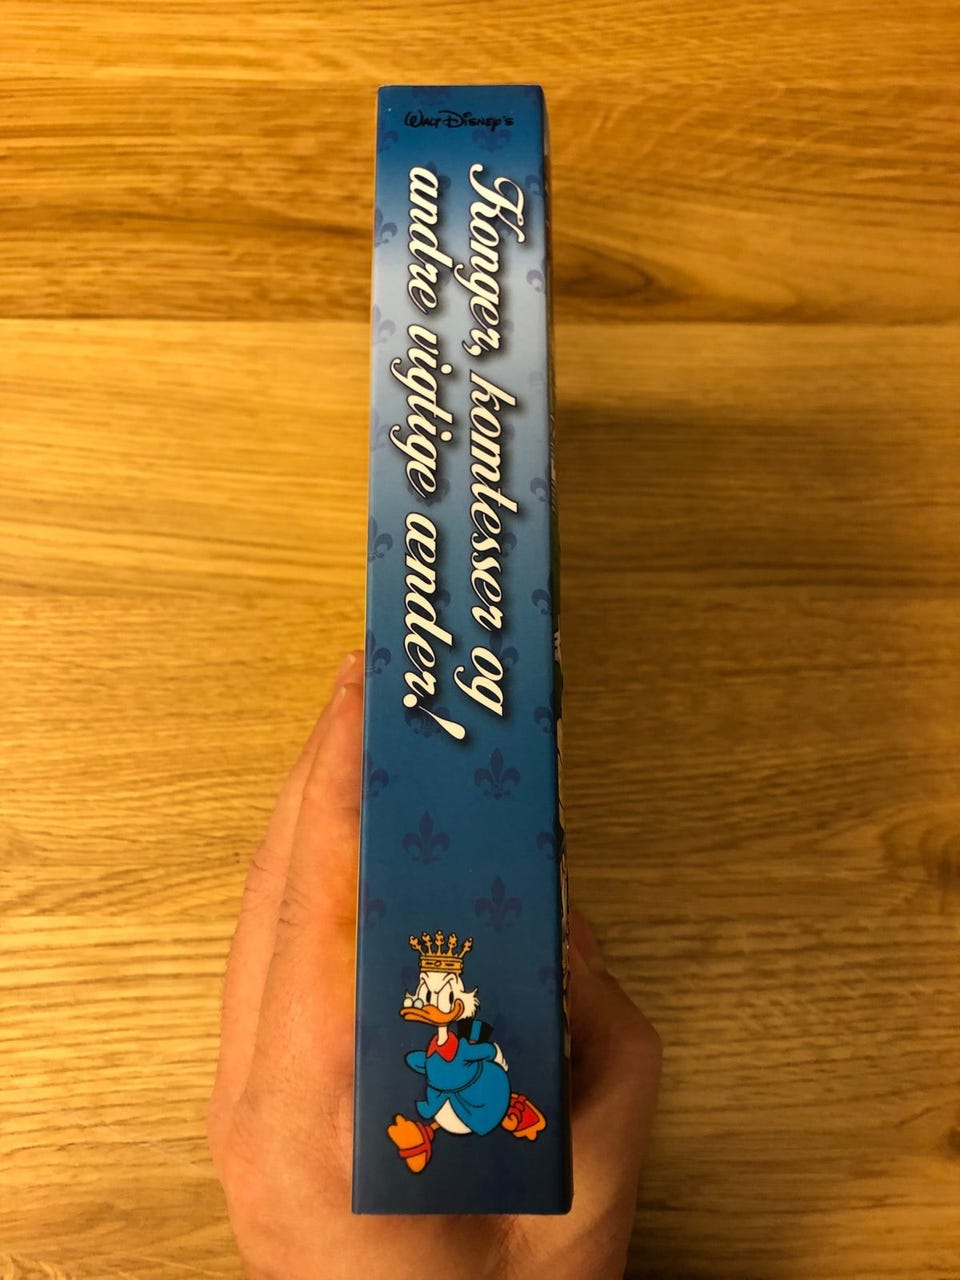 Walt Disney's
Konger, komtesser og
andre vigtige ænder!